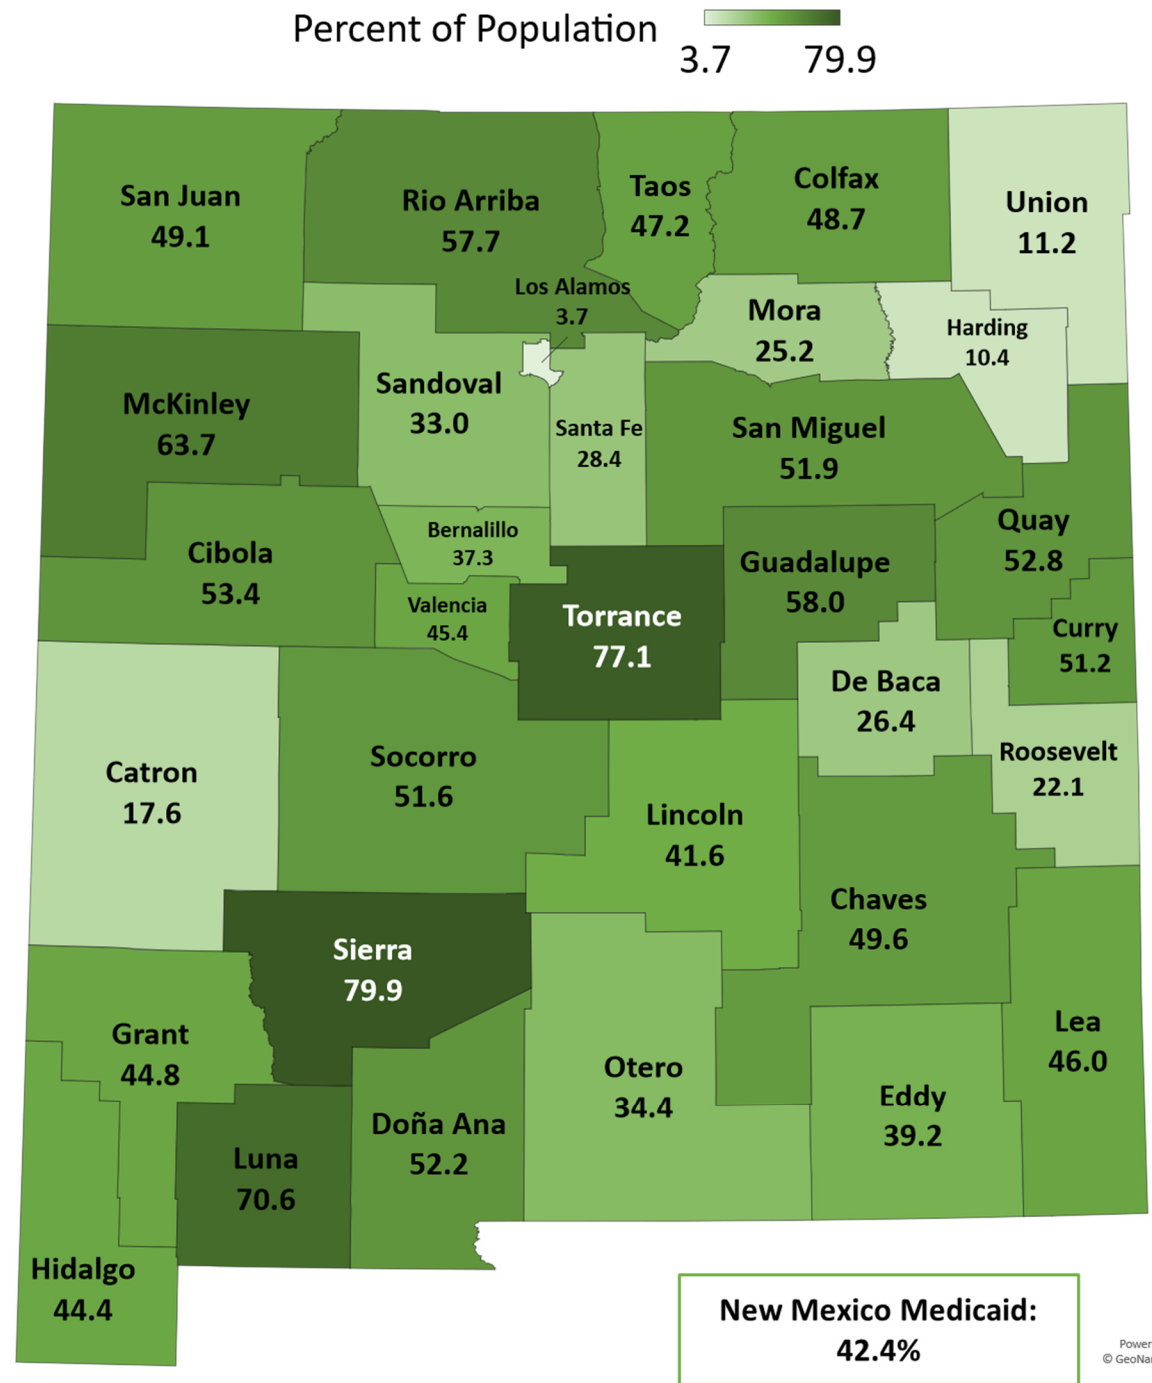 Percent of Population
3.7 79.9
San Juan
49.1
Rio Arriba
57.7
Taos
47.2
Colfax
48.7
Union
11.2
Los Alamos
3.7
Mora
25.2
Harding
10.4
McKinley
63.7
Sandoval
33.0
Santa Fe
28.4
San Miguel
51.9
Quay
52.8
Cibola
53.4
Bernalillo
37.3
Valencia
45.4
Torrance
77.1
Guadalupe
58.0
Curry
51.2
De Baca
26.4
Roosevelt
22.1
Catron
17.6
Socorro
51.6
Lincoln
41.6
Chaves
49.6
Sierra
79.9
Grant
44.8
Otero
34.4
Lea
46.0
Eddy
39.2
Luna
70.6
Doña Ana
52.2
Hidalgo
44.4
New Mexico Medicaid:
42.4%
Power
© GeoNa